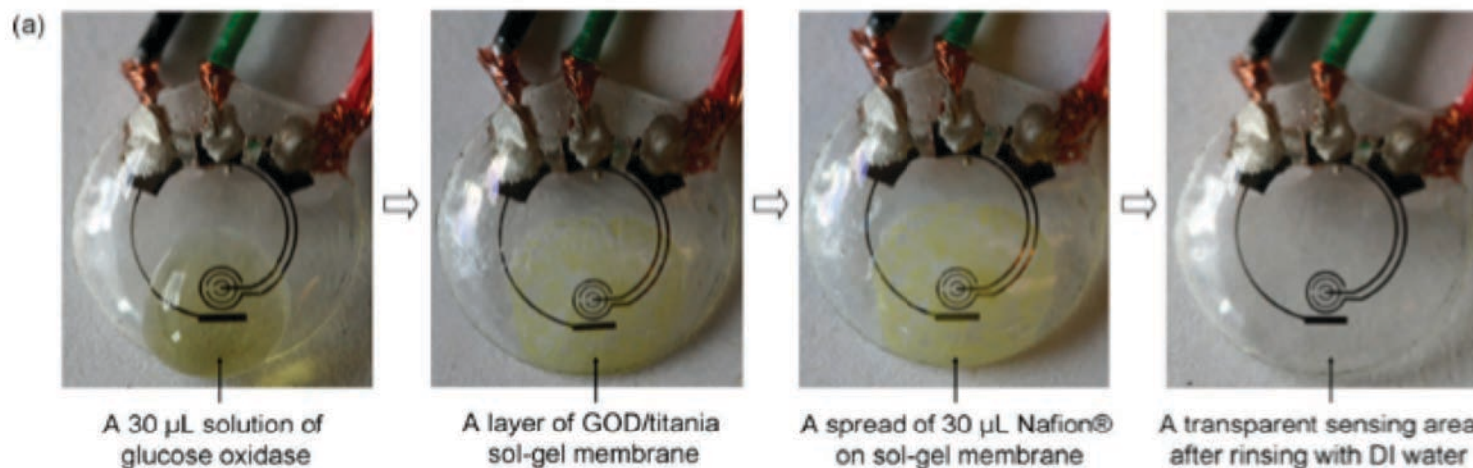 (a)
A 30 µL solution of
glucose oxidase
A layer of GOD/titania
sol-gel membrane
A spread of 30 µL Nafion®
on sol-gel membrane
A transparent sensing area
after rinsing with DI water